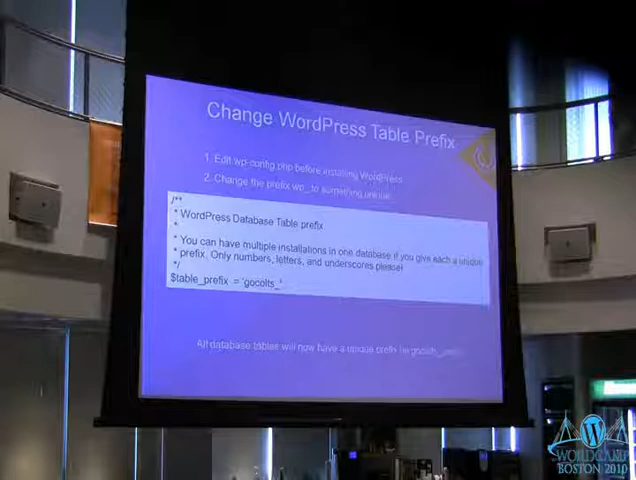 Change WordPress Table Prefix
1. Edit wp-config.php before installing WordPress
2. Change the prefix wp_ to something unique
/**
* WordPress Database Table prefix
*
* You can have multiple installations in one database if you give each a unique
* prefix. Only numbers, letters, and underscores please!
*/
$table_prefix = 'gocolts_'
All database tables will now have a unique prefix
WORDCAMP
BOSTON 2010